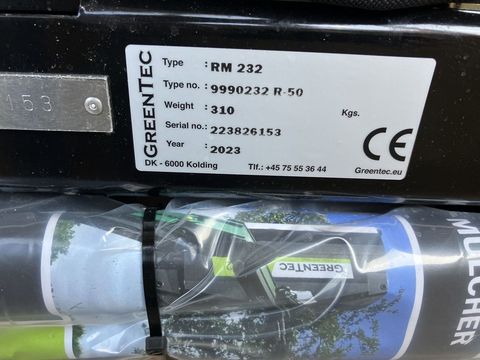 153
GREENTEC
Type : RM 232
Type no. : 9990232 R-50
Weight : 310 Kgs.
Serial no.: 223826153
Year : 2023
DK - 6000 Kolding Tlf.: +45 75 55 36 44
CE
Greentec.eu
GREENTEC
MULCHER